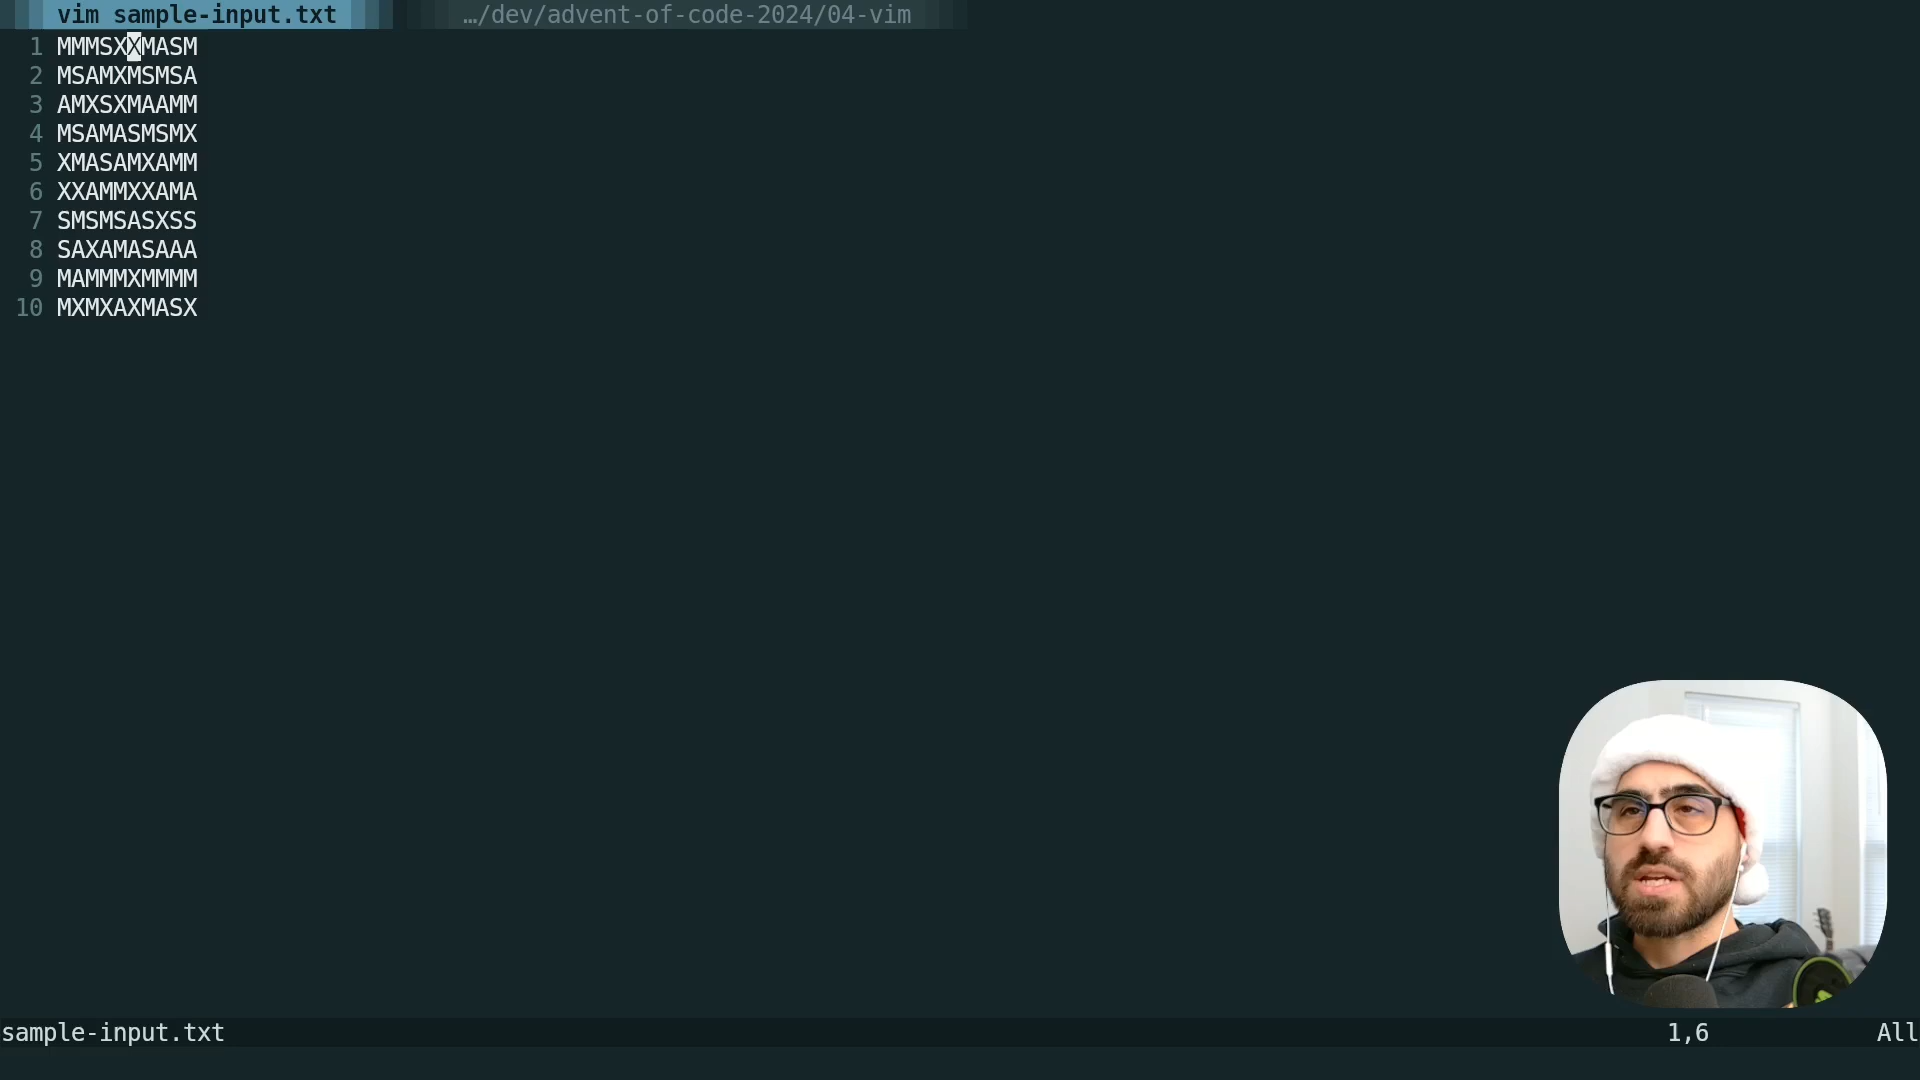 vim sample-input.txt
…/dev/advent-of-code-2024/04-vim
1 MMMSXXMASM
2 MSAMXMSMSA
3 AMXSXMAAMM
4 MSAMASMSMX
5 XMASAMXAMM
6 XXAMMXXAMA
7 SMSMSASXSS
8 SAXAMASAAA
9 MAMMMXMMMM
10 MXMXAXMASX
sample-input.txt 1,6 All